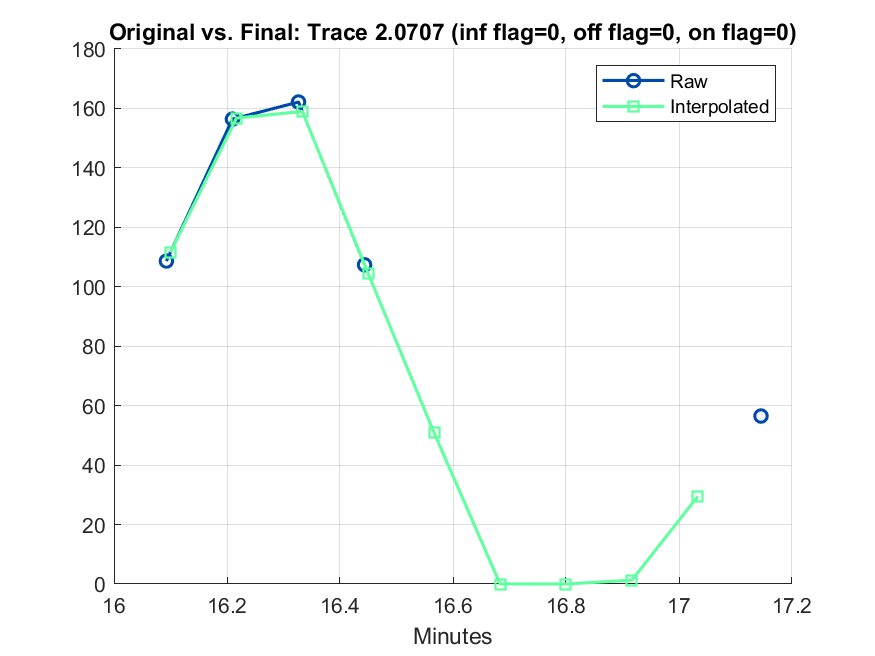 Original vs. Final: Trace 2.0707 (inf flag=0, off flag=0, on flag=0)
180
160
140
120
100
80
60
40
20
0
Raw
Interpolated
16 16.2 16.4 16.6 16.8 17 17.2
Minutes